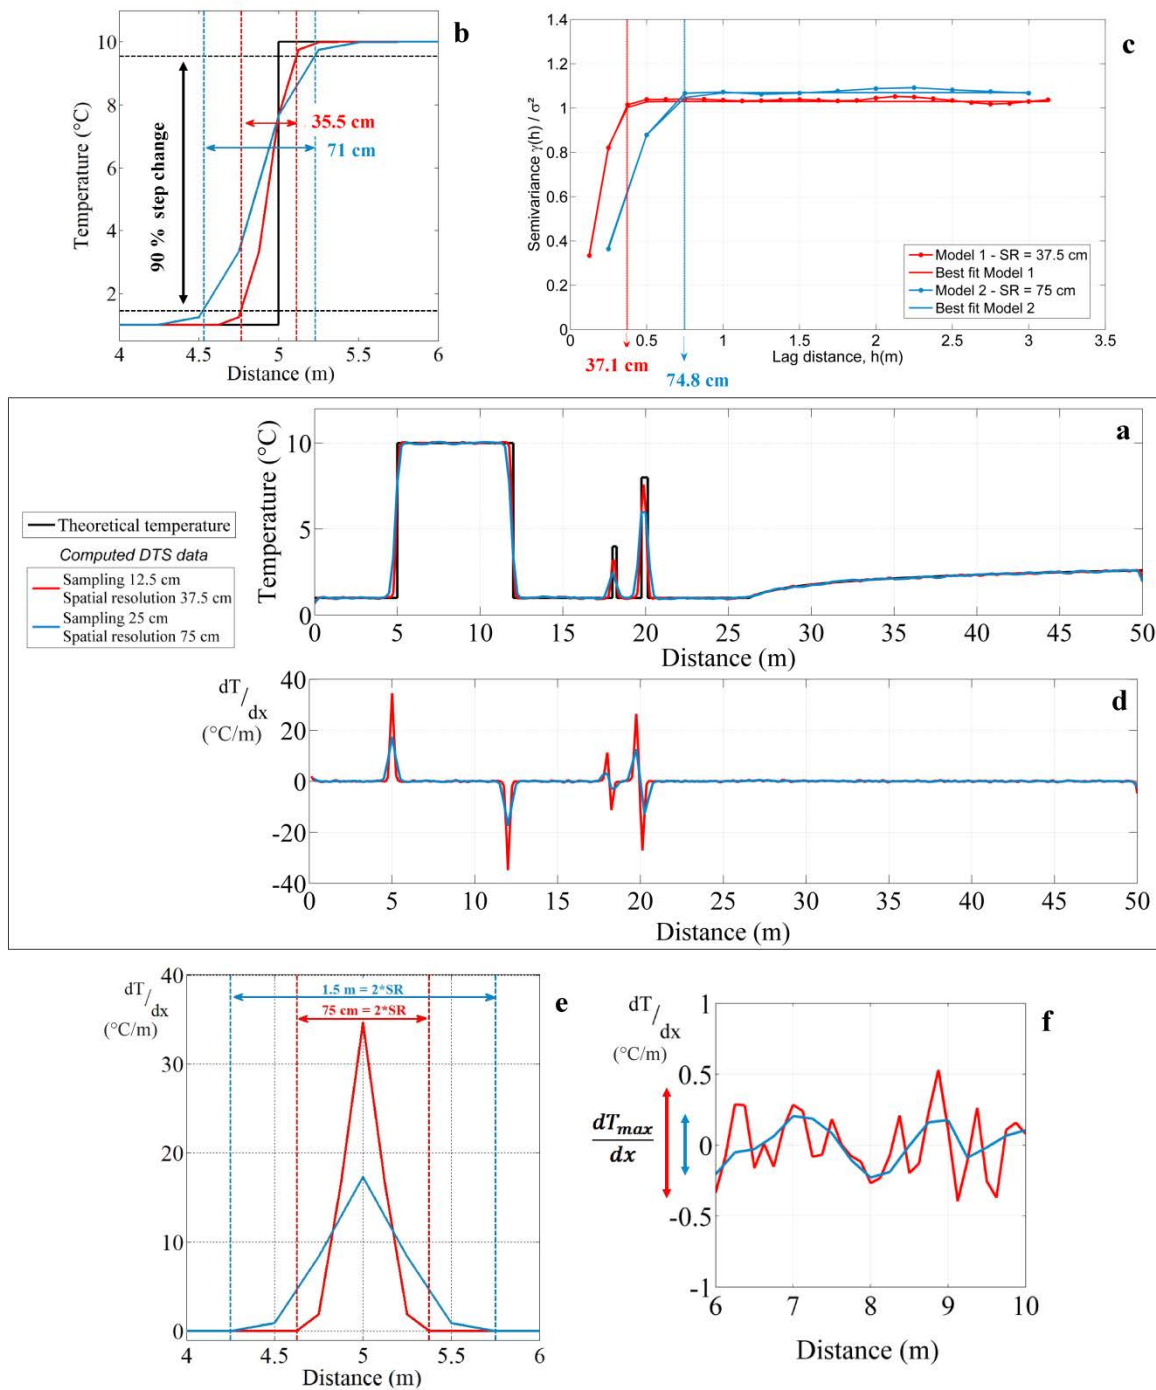 b
10
8
6
4
2
Temperature (°C)
90 % step change
35.5 cm
71 cm
4
4.5
5
5.5
6
Distance (m)
c
1.4
1.2
1
0.8
0.6
0.4
0.2
0
Semivariance γ(h) / σ²
Model 1 - SR = 37.5 cm
Best fit Model 1
Model 2 - SR = 75 cm
Best fit Model 2
0
0.5
1
1.5
2
2.5
3
3.5
Lag distance, h(m)
37.1 cm
74.8 cm
a
10
5
0
Temperature (°C)
Theoretical temperature
Computed DTS data
Sampling 12.5 cm
Spatial resolution 37.5 cm
Sampling 25 cm
Spatial resolution 75 cm
0
5
10
15
20
25
30
35
40
45
50
Distance (m)
d
dT/dx
(°C/m)
40
20
0
-20
-40
0
5
10
15
20
25
30
35
40
45
50
Distance (m)
e
dT/dx
(°C/m)
40
30
20
10
0
1.5 m = 2*SR
75 cm = 2*SR
4
4.5
5
5.5
6
Distance (m)
f
dT/dx
(°C/m)
1
0.5
0
-0.5
-1
dTmax
dx
6
7
8
9
10
Distance (m)